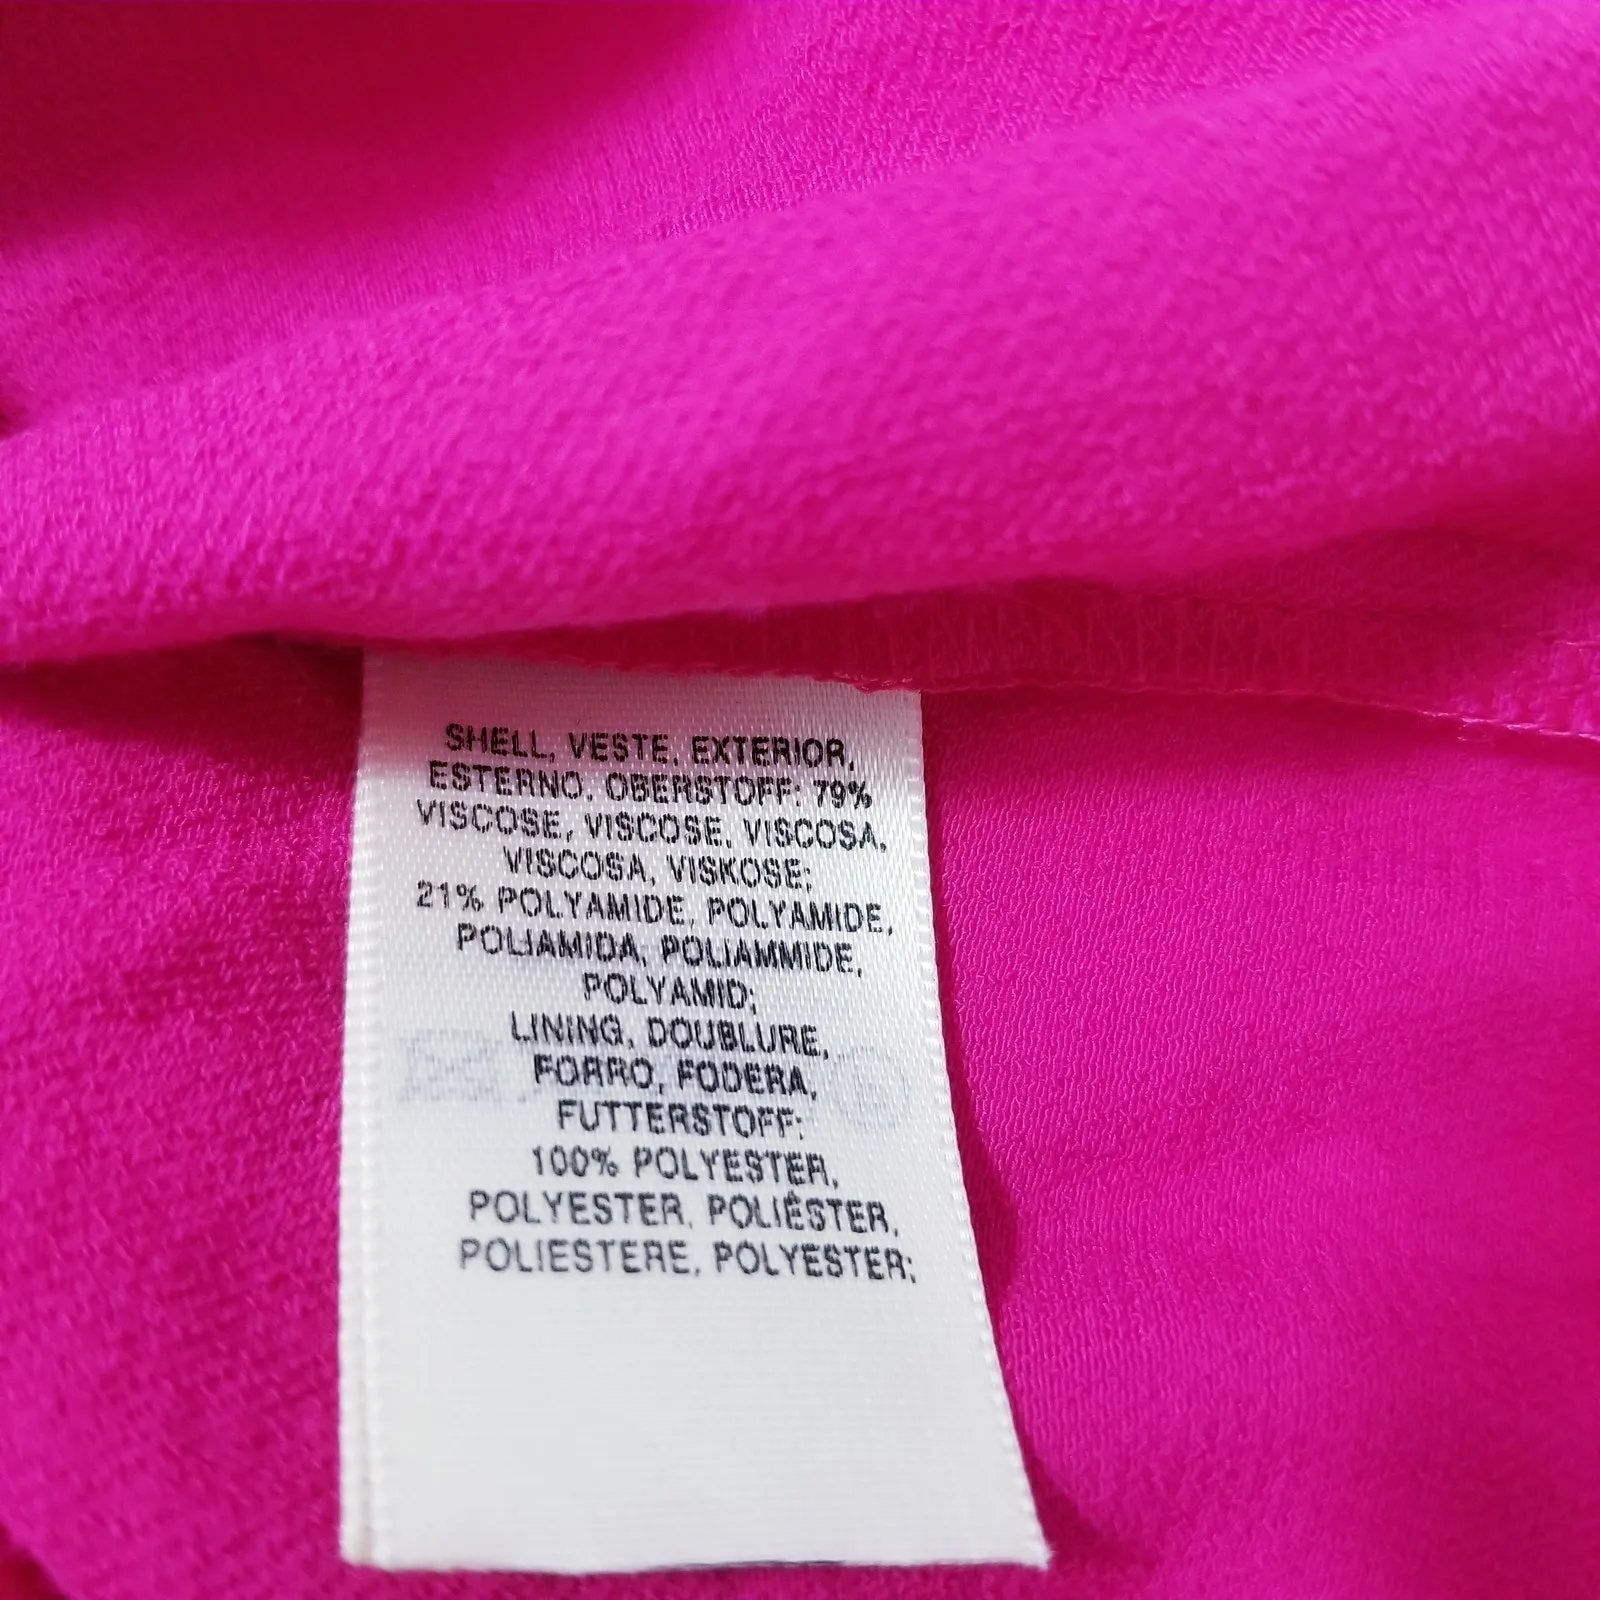 SHELL, VESTE, EXTERIOR,
ESTERNO, OBERSTOFF: 79%
VISCOSE, VISCOSE, VISCOSA,
VISCOSA, VISKOSE;
21% POLYAMIDE, POLYAMIDE,
POLIAMIDA, POLIAMMIDE,
POLYAMID;
LINING, DOUBLURE,
FORRO, FODERA,
FUTTERSTOFF:
100% POLYESTER,
POLYESTER, POLIÉSTER,
POLIESTERE, POLYESTER;